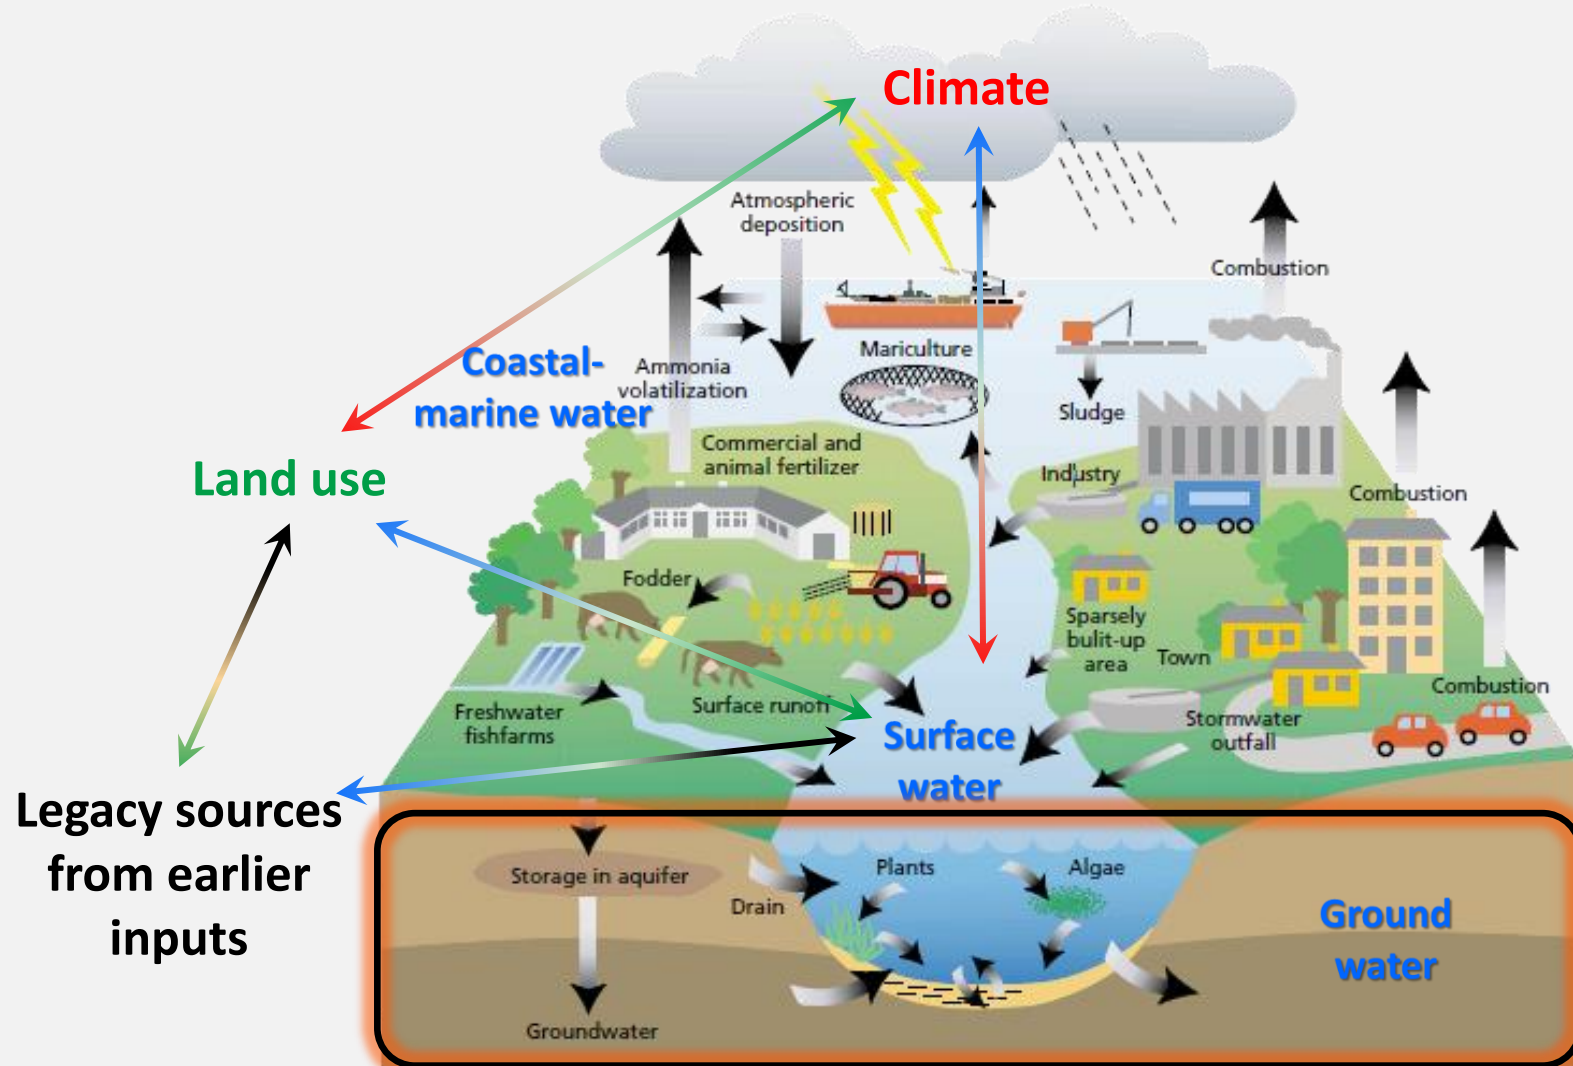 Climate
Atmospheric
deposition
Combustion
Mariculture
Coastal-
marine water
Ammonia
volatilization
Sludge
Commercial and
animal fertilizer
Land use
Industry
Combustion
Fodder
Sparsely
bulit-up
area
Town
Combustion
Freshwater
fishfarms
Surface runoff
Stormwater
outfall
Surface
water
Legacy sources
from earlier
inputs
Storage in aquifer
Drain
Plants
Algae
Ground
water
Groundwater